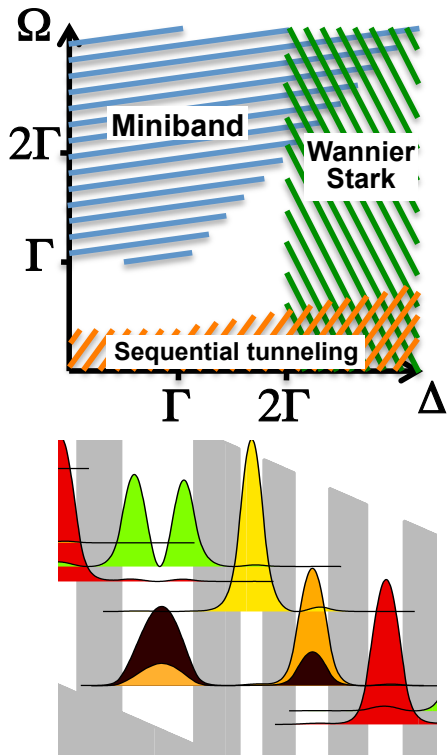 Ω
Miniband
2Γ
Wannier
Stark
Γ
Sequential tunneling
Γ
2Γ
Δ